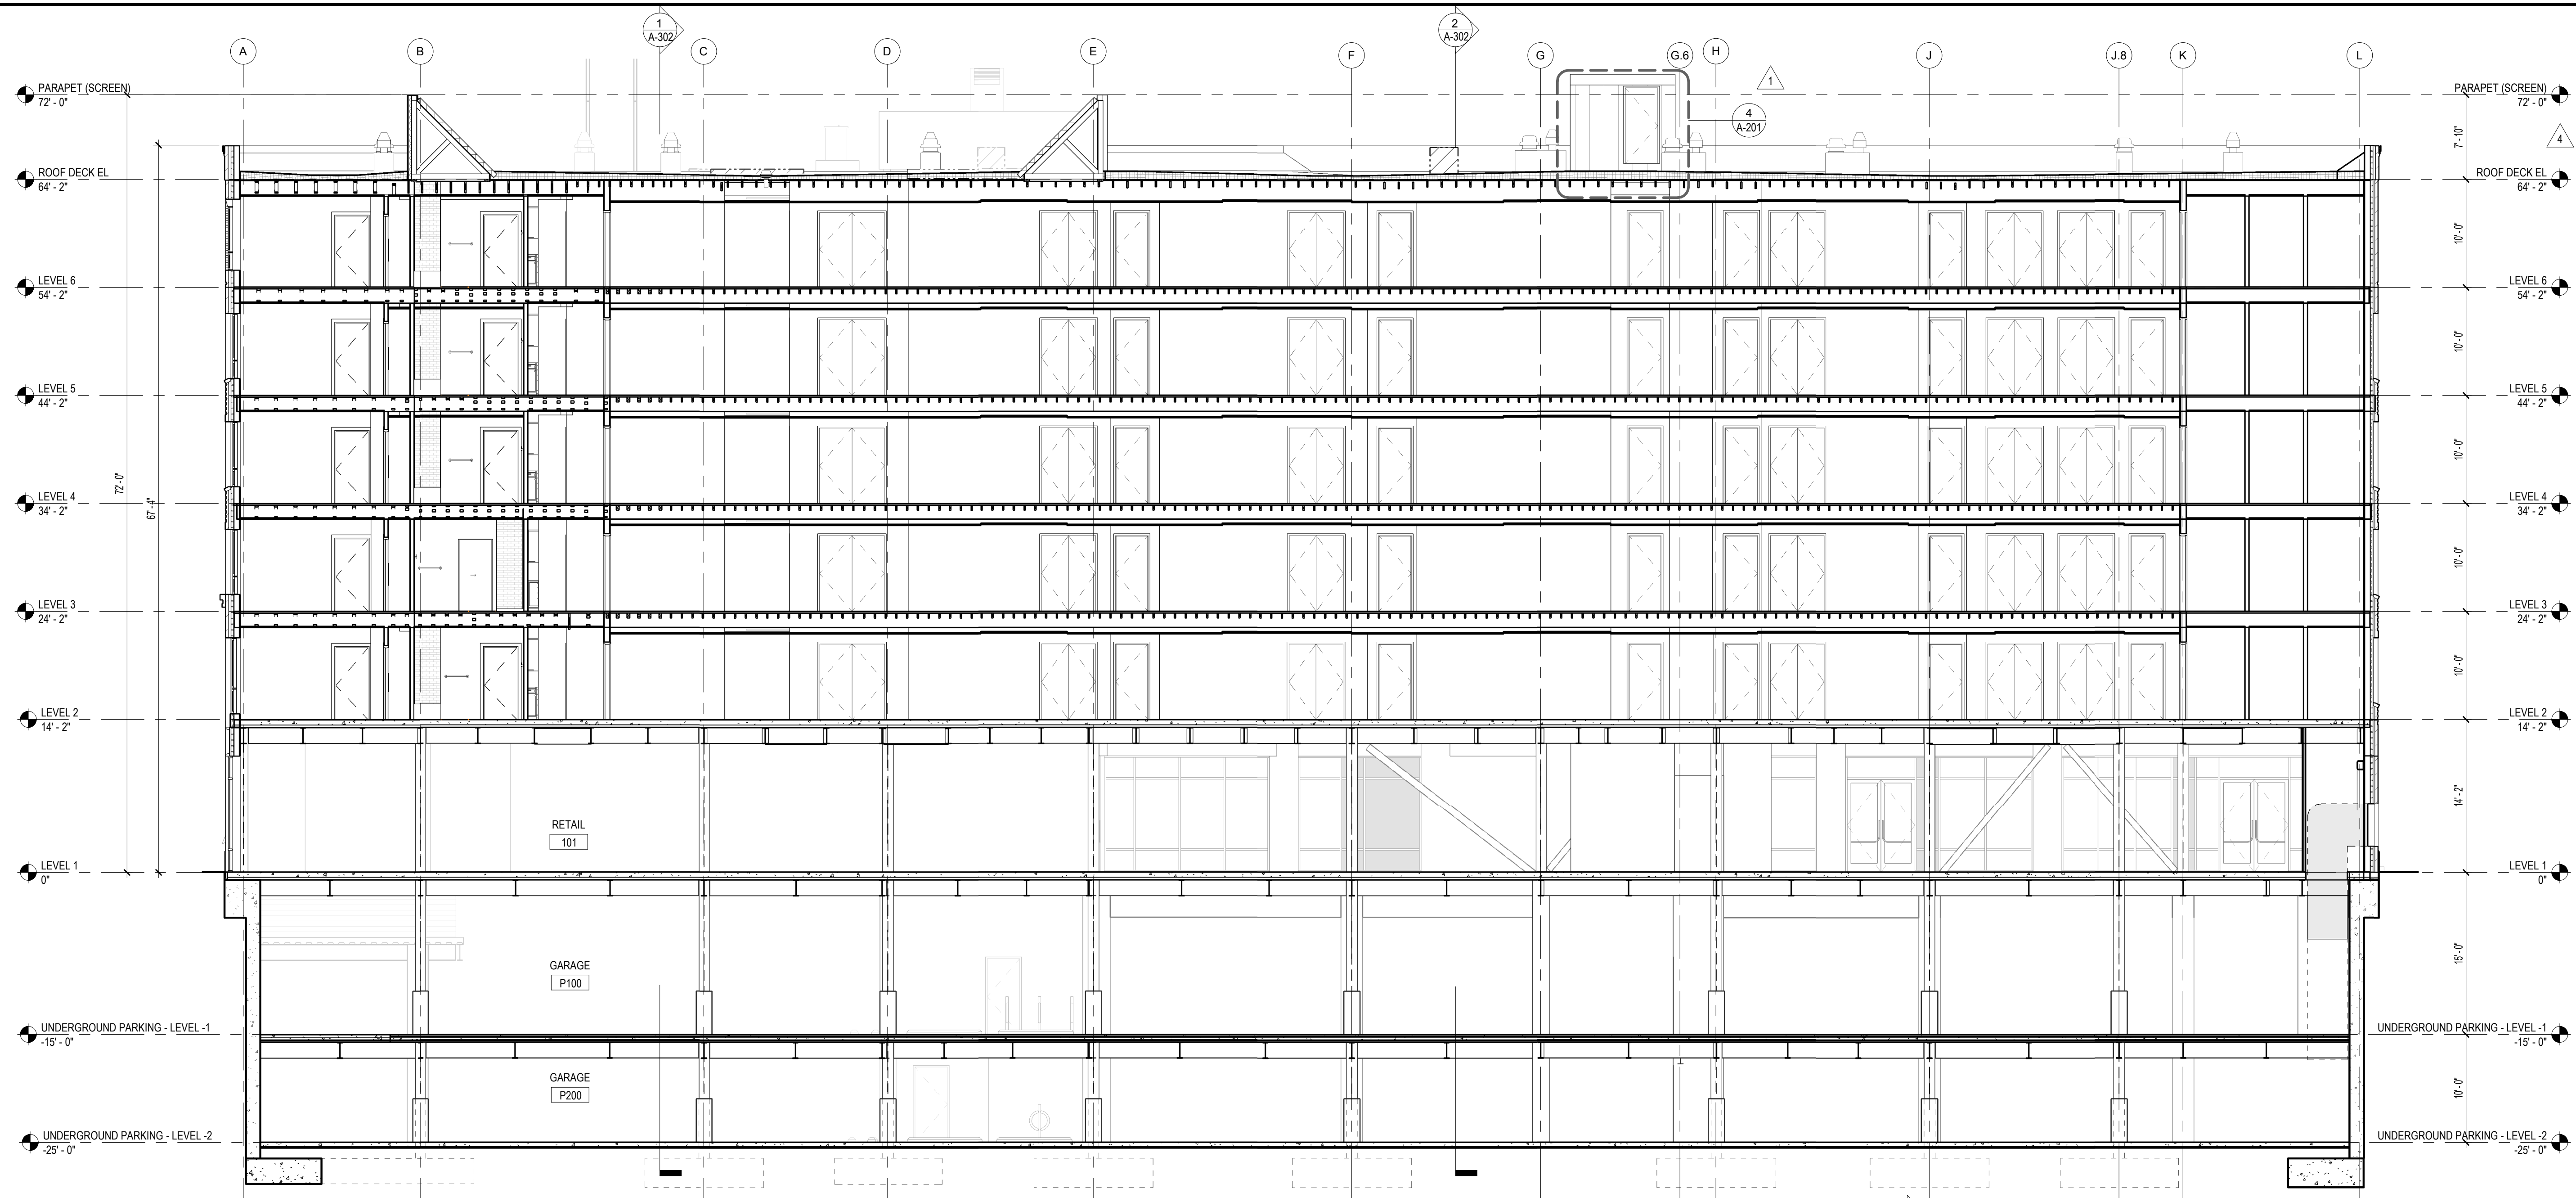 1
A-302
2
A-302
A
B
C
D
E
F
G
G.6
H
J
J.8
K
L
PARAPET (SCREEN)
72' - 0"
1
PARAPET (SCREEN)
72' - 0"
4
A-201
7' - 10"
4
ROOF DECK EL
64' - 2"
ROOF DECK EL
64' - 2"
10' - 0"
LEVEL 6
54' - 2"
LEVEL 6
54' - 2"
10' - 0"
LEVEL 5
44' - 2"
LEVEL 5
44' - 2"
72' - 0"
67' - 4"
10' - 0"
LEVEL 4
34' - 2"
LEVEL 4
34' - 2"
10' - 0"
LEVEL 3
24' - 2"
LEVEL 3
24' - 2"
10' - 0"
LEVEL 2
14' - 2"
LEVEL 2
14' - 2"
14' - 2"
RETAIL
101
LEVEL 1
0"
LEVEL 1
0"
15' - 0"
GARAGE
P100
UNDERGROUND PARKING - LEVEL -1
-15' - 0"
UNDERGROUND PARKING - LEVEL -1
-15' - 0"
10' - 0"
GARAGE
P200
UNDERGROUND PARKING - LEVEL -2
-25' - 0"
UNDERGROUND PARKING - LEVEL -2
-25' - 0"